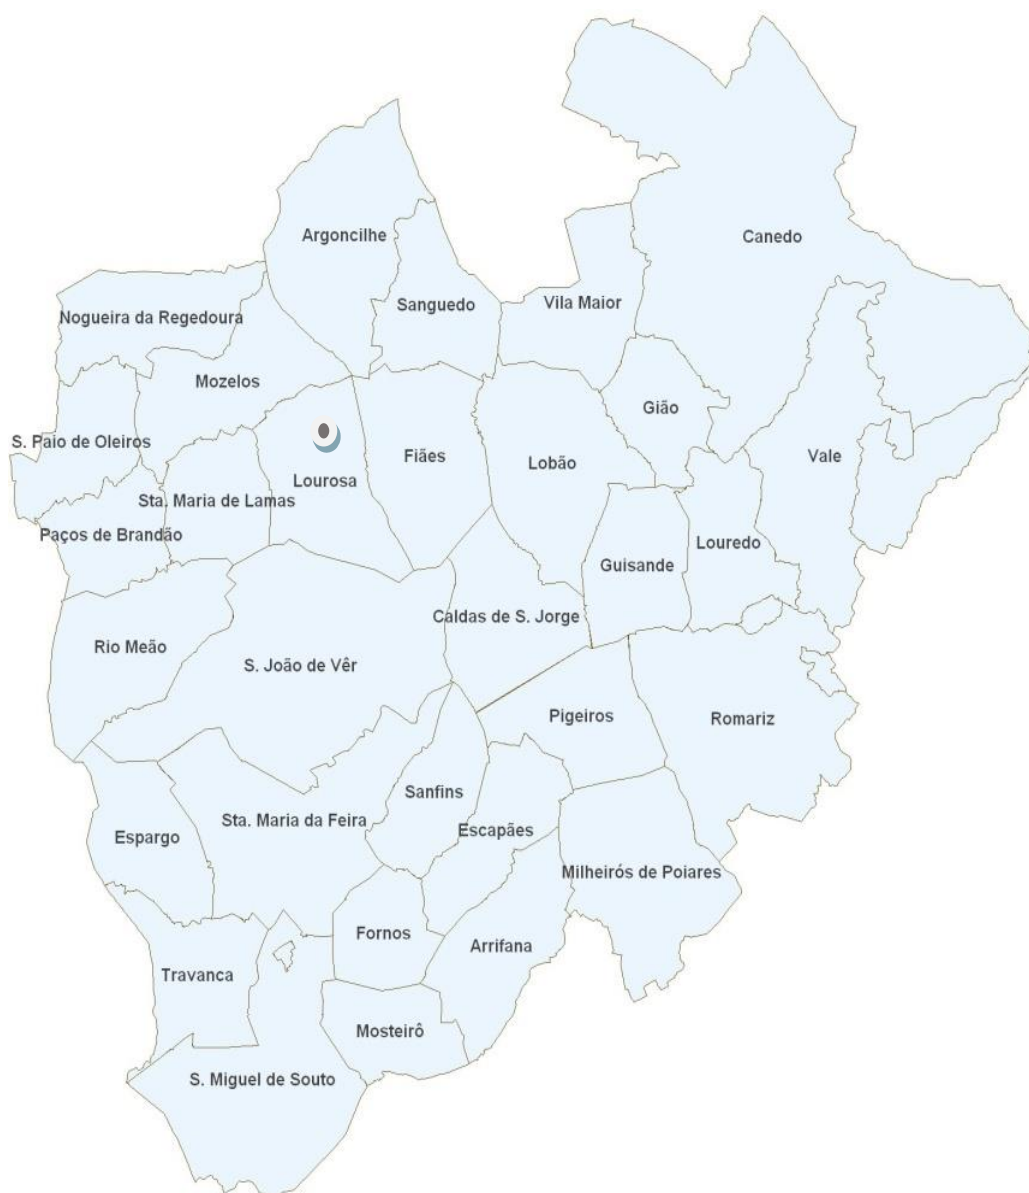 Argoncilhe
Canedo
Sanguedo
Vila Maior
Nogueira da Regedoura
Mozelos
Gião
S. Paio de Oleiros
Fiães
Vale
Lobão
Lourosa
Sta. Maria de Lamas
Paços de Brandão
Louredo
Guisande
Caldas de S. Jorge
Rio Meão
S. João de Vêr
Pigeiros
Romariz
Sanfins
Sta. Maria da Feira
Escapães
Espargo
Milheirós de Poiares
Fornos
Arrifana
Travanca
Mosteirô
S. Miguel de Souto